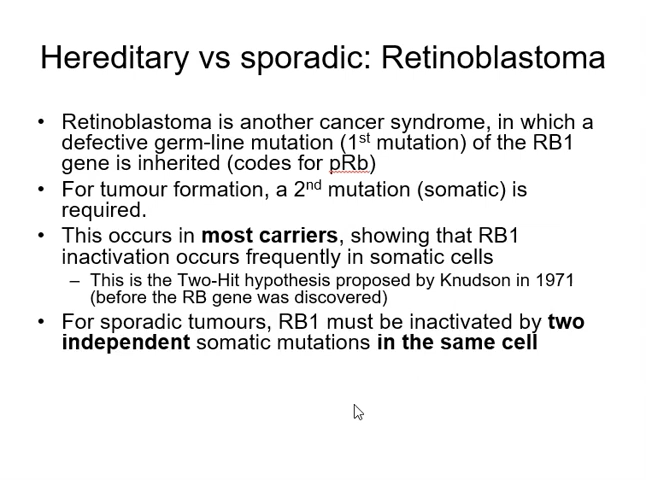 Hereditary vs sporadic: Retinoblastoma
• Retinoblastoma is another cancer syndrome, in which a
defective germ-line mutation (1st mutation) of the RB1
gene is inherited (codes for pRb)
• For tumour formation, a 2nd mutation (somatic) is
required.
• This occurs in most carriers, showing that RB1
inactivation occurs frequently in somatic cells
– This is the Two-Hit hypothesis proposed by Knudson in 1971
(before the RB gene was discovered)
• For sporadic tumours, RB1 must be inactivated by two
independent somatic mutations in the same cell